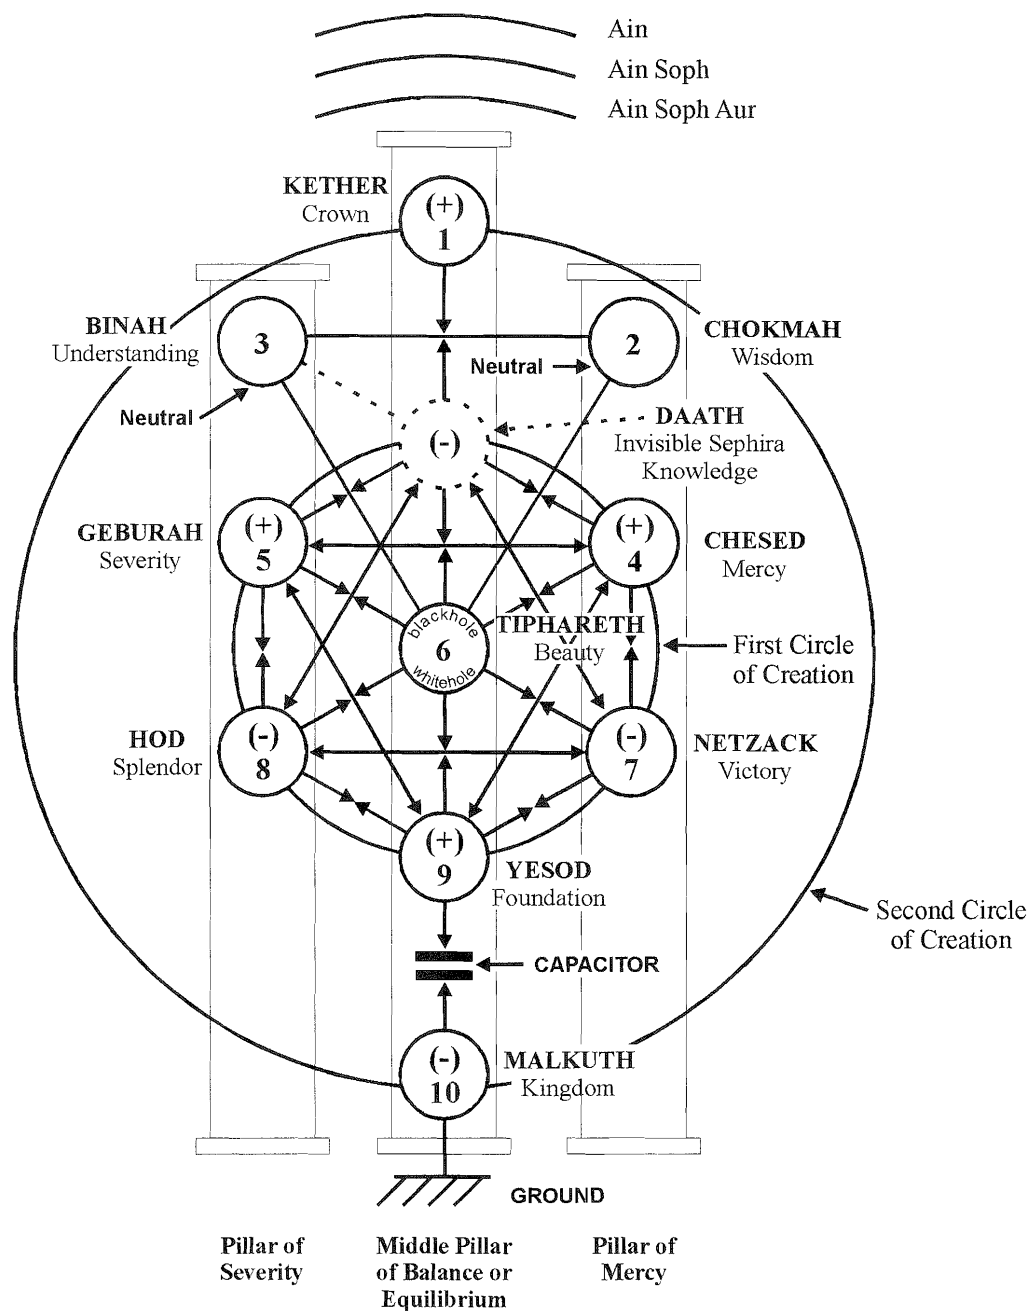 Ain
Ain Soph
Ain Soph Aur
KETHER
Crown
(+)
1
BINAH
Understanding
3
2
CHOKMAH
Wisdom
Neutral
Neutral
(-)
DAATH
Invisible Sephira
Knowledge
GEBURAH
Severity
(+)
5
(+)
4
CHESED
Mercy
blackhole
6
whitehole
TIPHARETH
Beauty
First Circle
of Creation
HOD
Splendor
(-)
8
(-)
7
NETZACK
Victory
(+)
9
YESOD
Foundation
Second Circle
of Creation
CAPACITOR
(-)
10
MALKUTH
Kingdom
GROUND
Pillar of
Severity
Middle Pillar
of Balance or
Equilibrium
Pillar of
Mercy